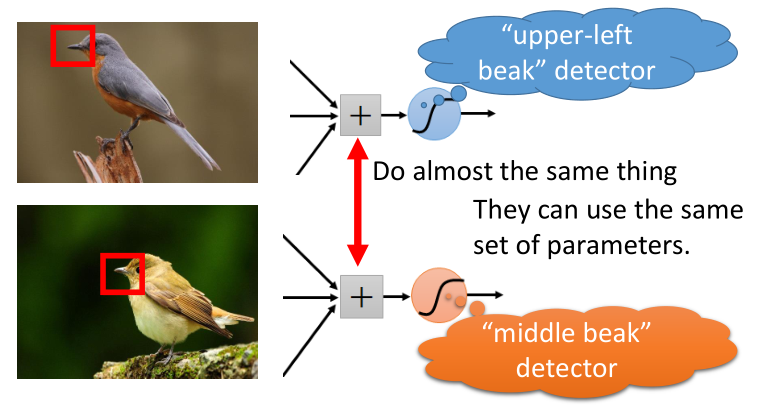 “upper-left
beak” detector
+
Do almost the same thing
They can use the same
set of parameters.
+
“middle beak”
detector